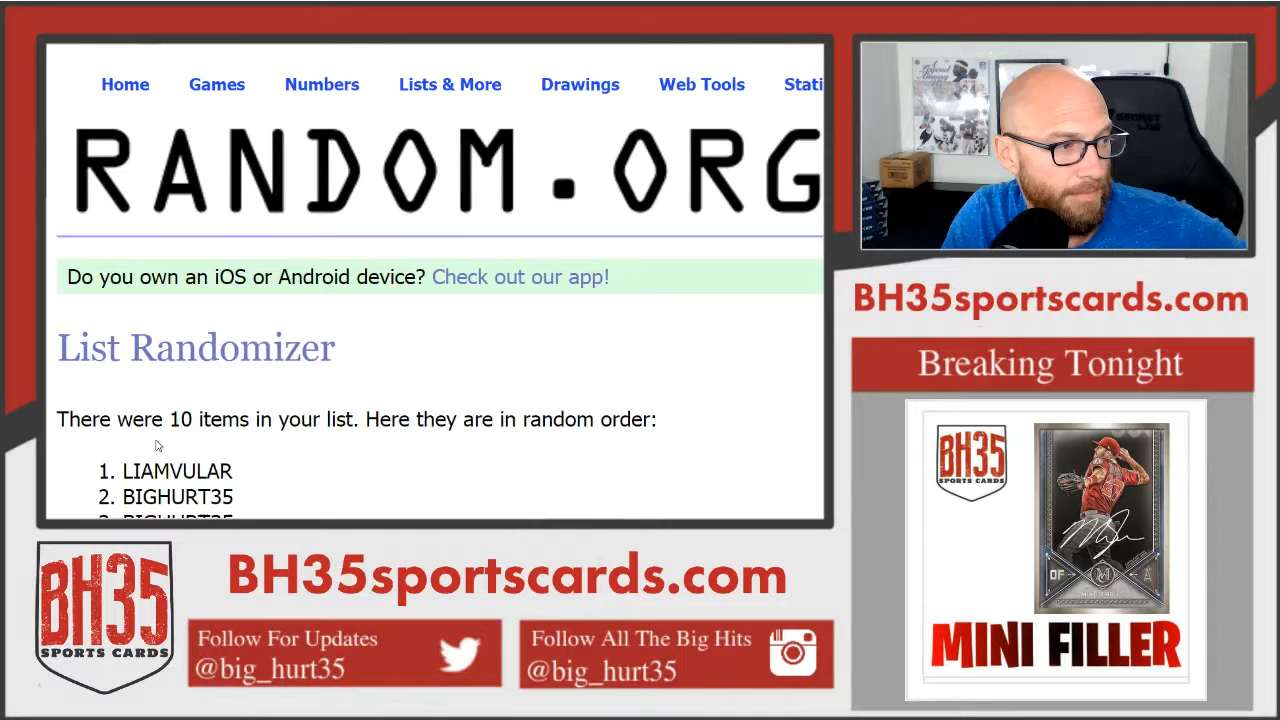 Home Games Numbers Lists & More Drawings Web Tools Stati
RANDOM.ORG
Do you own an iOS or Android device? Check out our app!
List Randomizer
There were 10 items in your list. Here they are in random order:
1. LIAMVULAR
2. BIGHURT35
BH35sportscards.com
Breaking Tonight
BH35
SPORTS CARDS
MINI FILLER
BH35
SPORTS CARDS
BH35sportscards.com
Follow For Updates
@big_hurt35
Follow All The Big Hits
@big_hurt35